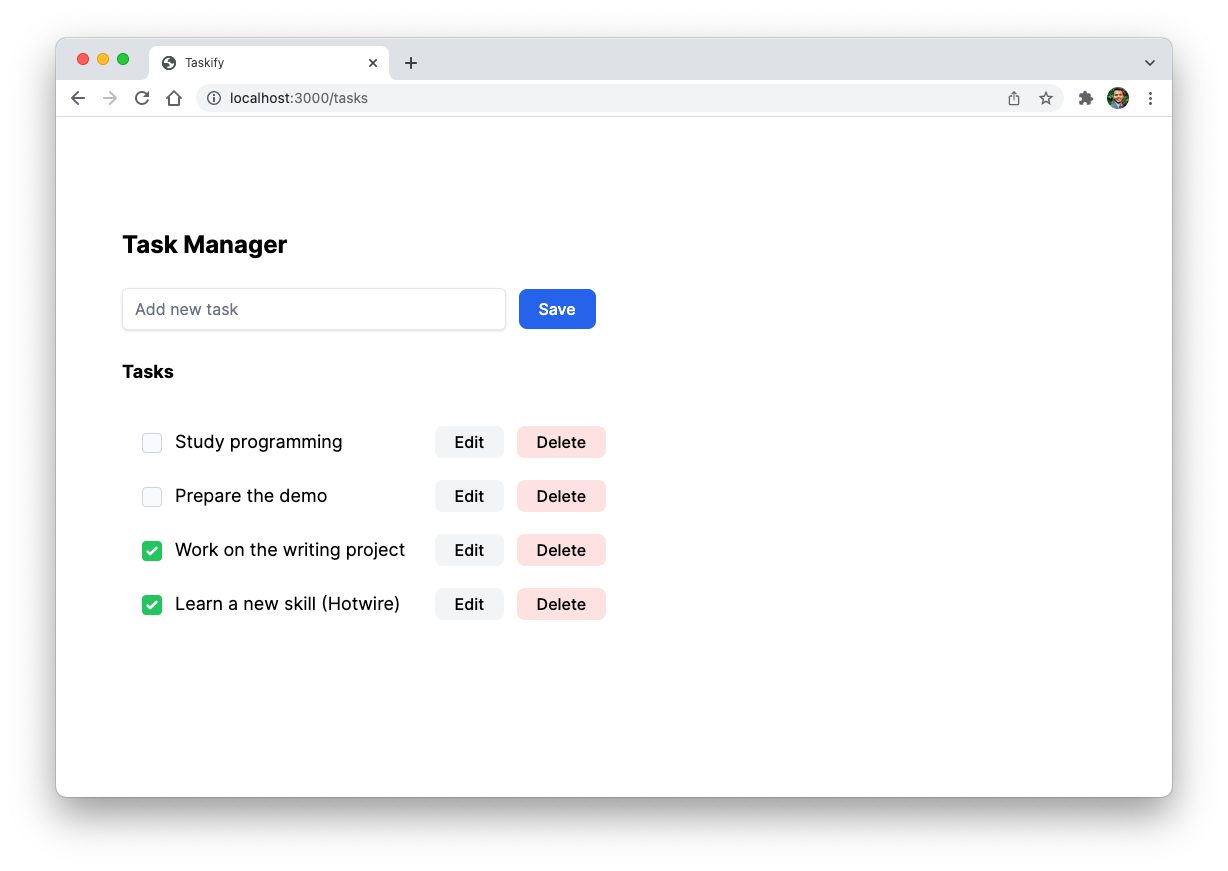 Taskify
localhost:3000/tasks
Task Manager
Add new task Save
Tasks
Study programming Edit Delete
Prepare the demo Edit Delete
Work on the writing project Edit Delete
Learn a new skill (Hotwire) Edit Delete